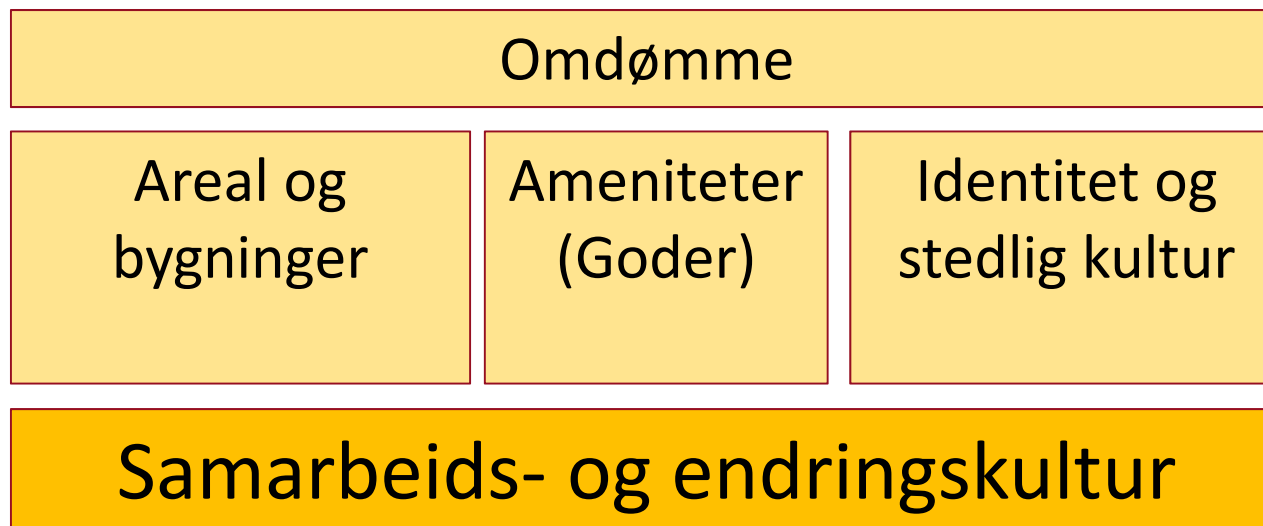 Omdømme
Areal og
bygninger
Ameniteter
(Goder)
Identitet og
stedlig kultur
Samarbeids- og endringskultur